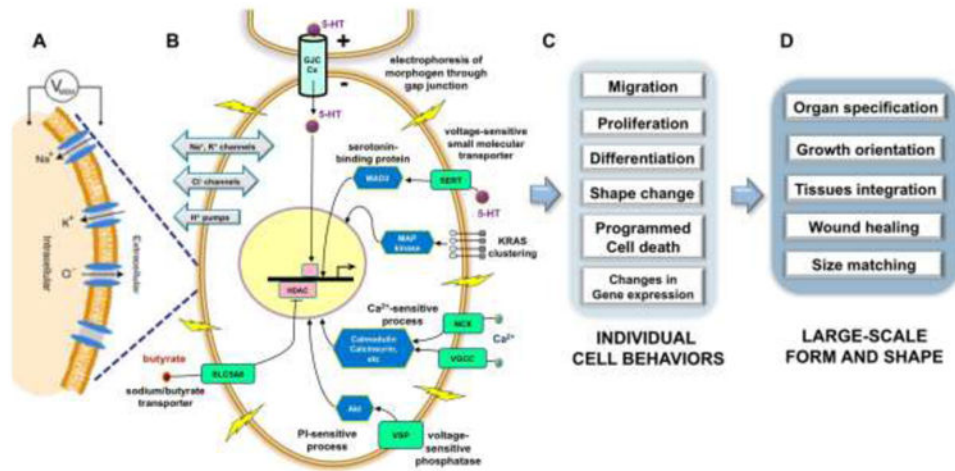 A
V
Na+
K+
Cl-
Intracellular
Extracellular
B
5-HT
GJC
Cx
+
-
electrophoresis of
morphogen through
gap junction
5-HT
Na+, K+ channels
Cl- channels
H+ pumps
serotonin-
binding protein
MAD3
voltage-sensitive
small molecular
transporter
SERT
5-HT
MAP
kinase
KRAS
clustering
HDAC
Ca2+-sensitive
process
Calmodulin
Calcineurin,
etc
NCX
Ca2+
VGCC
butyrate
SLC5A8
sodium/butyrate
transporter
Akt
PI-sensitive
process
VSP
voltage-
sensitive
phosphatase
C
Migration
Proliferation
Differentiation
Shape change
Programmed
Cell death
Changes in
Gene expression
INDIVIDUAL
CELL BEHAVIORS
D
Organ specification
Growth orientation
Tissues integration
Wound healing
Size matching
LARGE-SCALE
FORM AND SHAPE